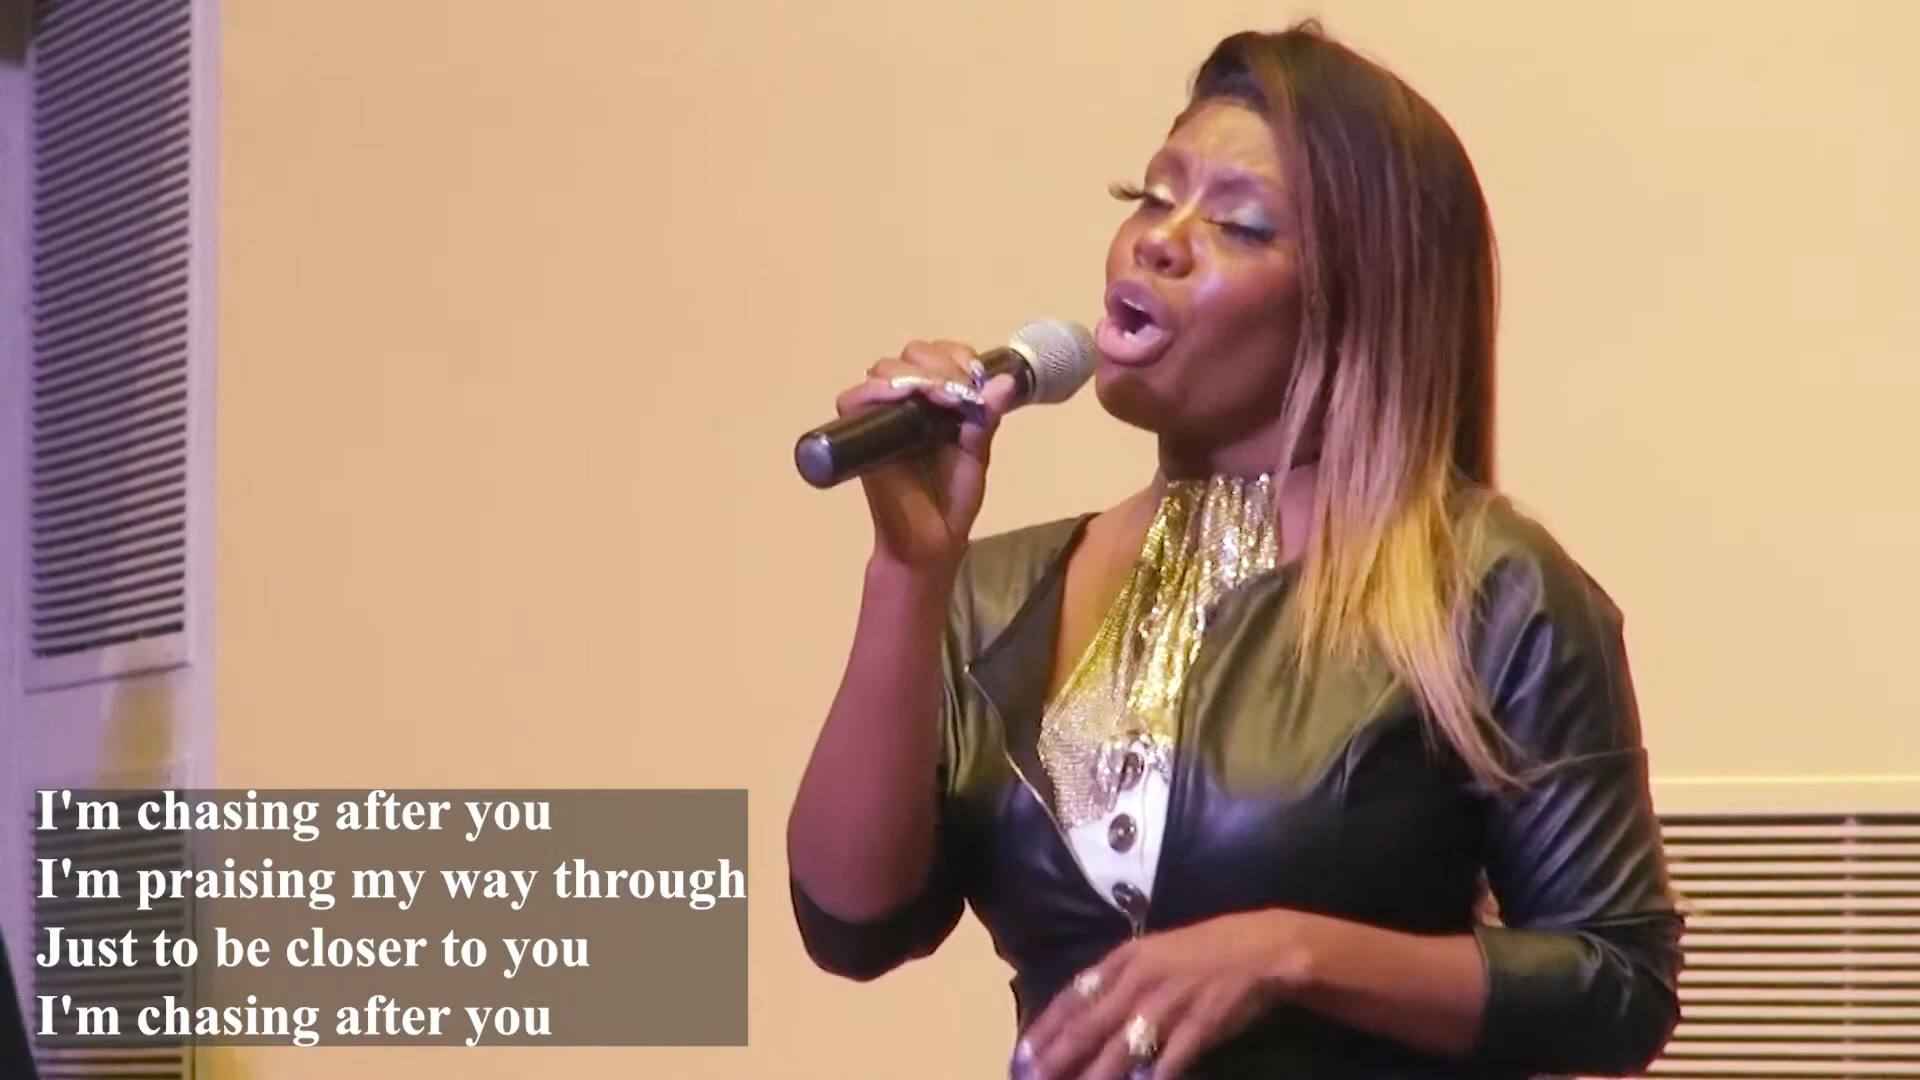 I'm chasing after you
I'm praising my way through
Just to be closer to you
I'm chasing after you